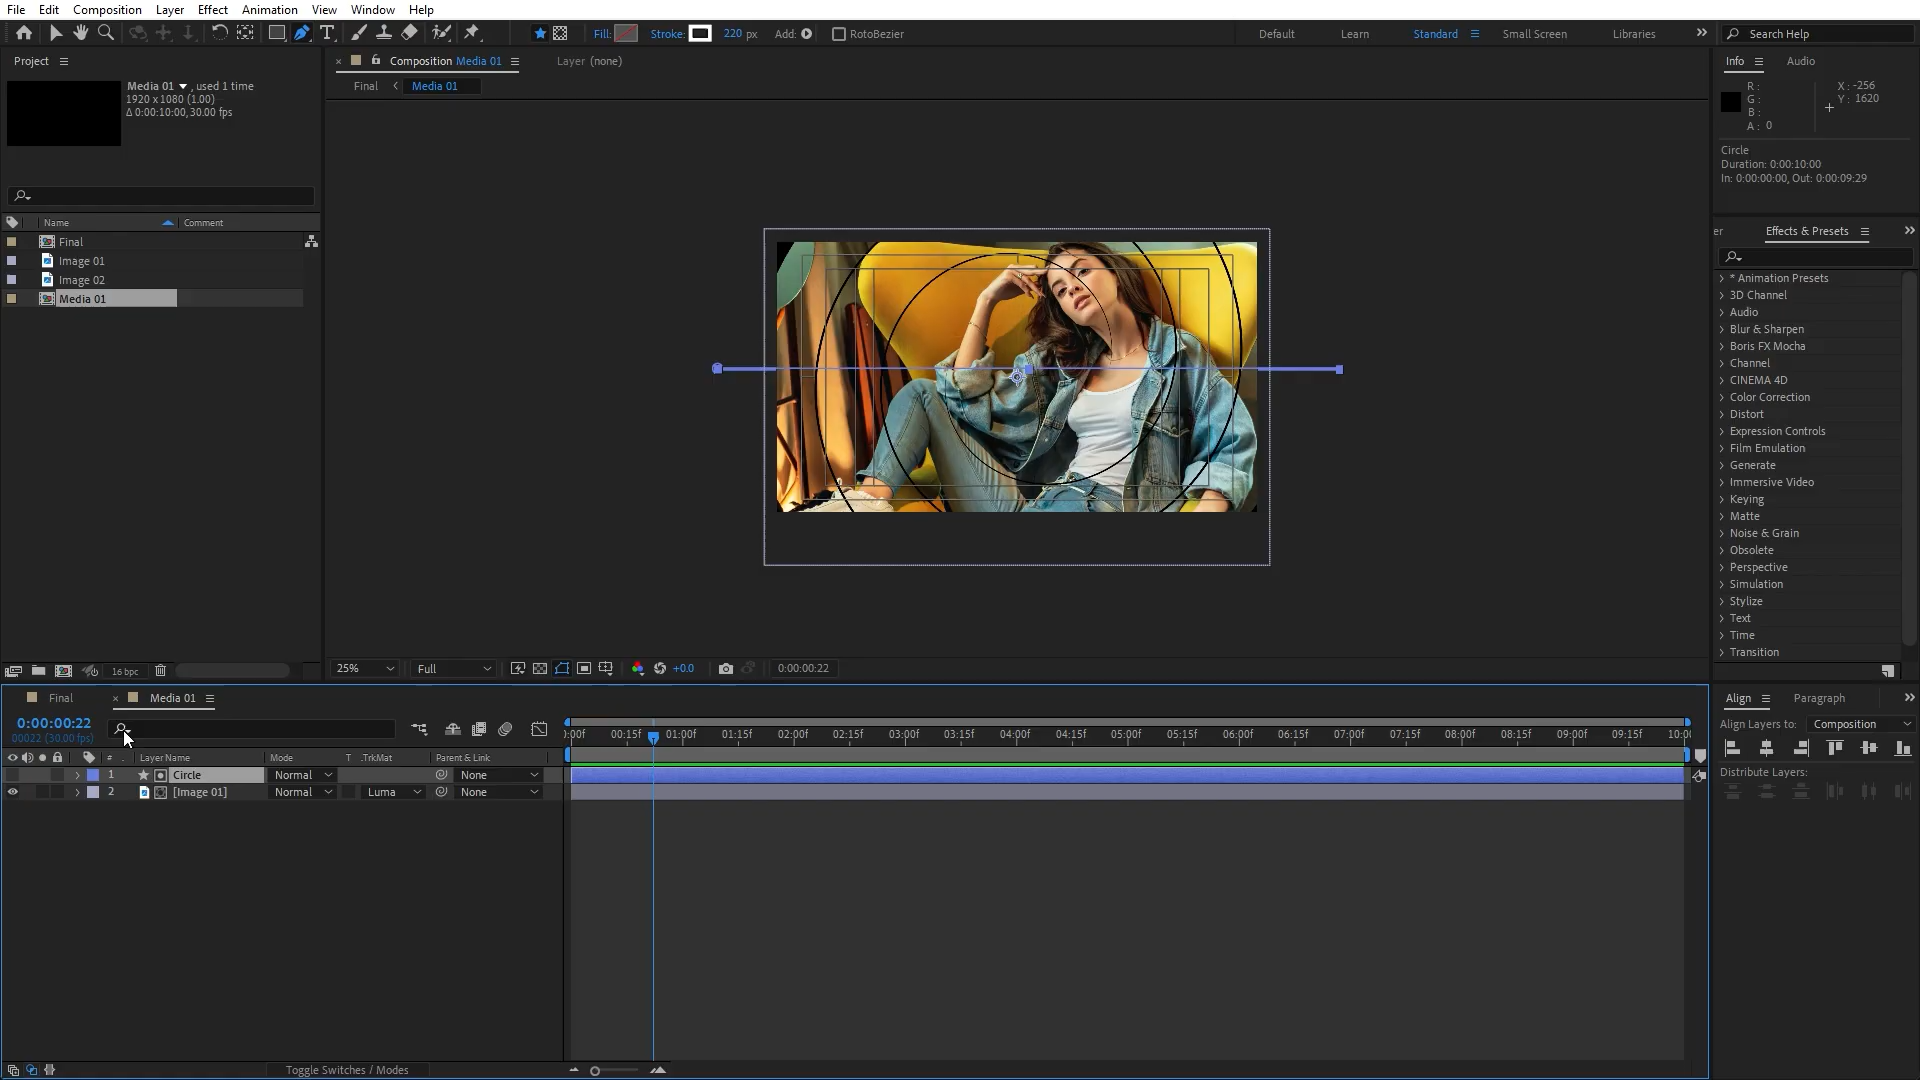 File Edit Composition Layer Effect Animation View Window Help
Fill: Stroke: 220 px Add: RotoBezier Default Learn Standard Small Screen Libraries Search Help
Project
Media 01 , used 1 time
1920 x 1080 (1.00)
Δ 0:00:10:00, 30.00 fps
Name Comment
Final
Image 01
Image 02
Media 01
16 bpc
Composition Media 01 Layer (none)
Final Media 01
25% Full +0.0 0:00:00:22
Info Audio
R : X : -256
G : Y : 1620
B :
A : 0
Circle
Duration: 0:00:10:00
In: 0:00:00:00, Out: 0:00:09:29
er Effects & Presets
* Animation Presets
3D Channel
Audio
Blur & Sharpen
Boris FX Mocha
Channel
CINEMA 4D
Color Correction
Distort
Expression Controls
Film Emulation
Generate
Immersive Video
Keying
Matte
Noise & Grain
Obsolete
Perspective
Simulation
Stylize
Text
Time
Transition
Final Media 01
0:00:00:22
00022 (30.00 fps)
):00f 00:15f 01:00f 01:15f 02:00f 02:15f 03:00f 03:15f 04:00f 04:15f 05:00f 05:15f 06:00f 06:15f 07:00f 07:15f 08:00f 08:15f 09:00f 09:15f 10:0(
# . Layer Name Mode T .TrkMat Parent & Link
1 Circle Normal None
2 [Image 01] Normal Luma None
Toggle Switches / Modes
Align Paragraph
Align Layers to: Composition
Distribute Layers: